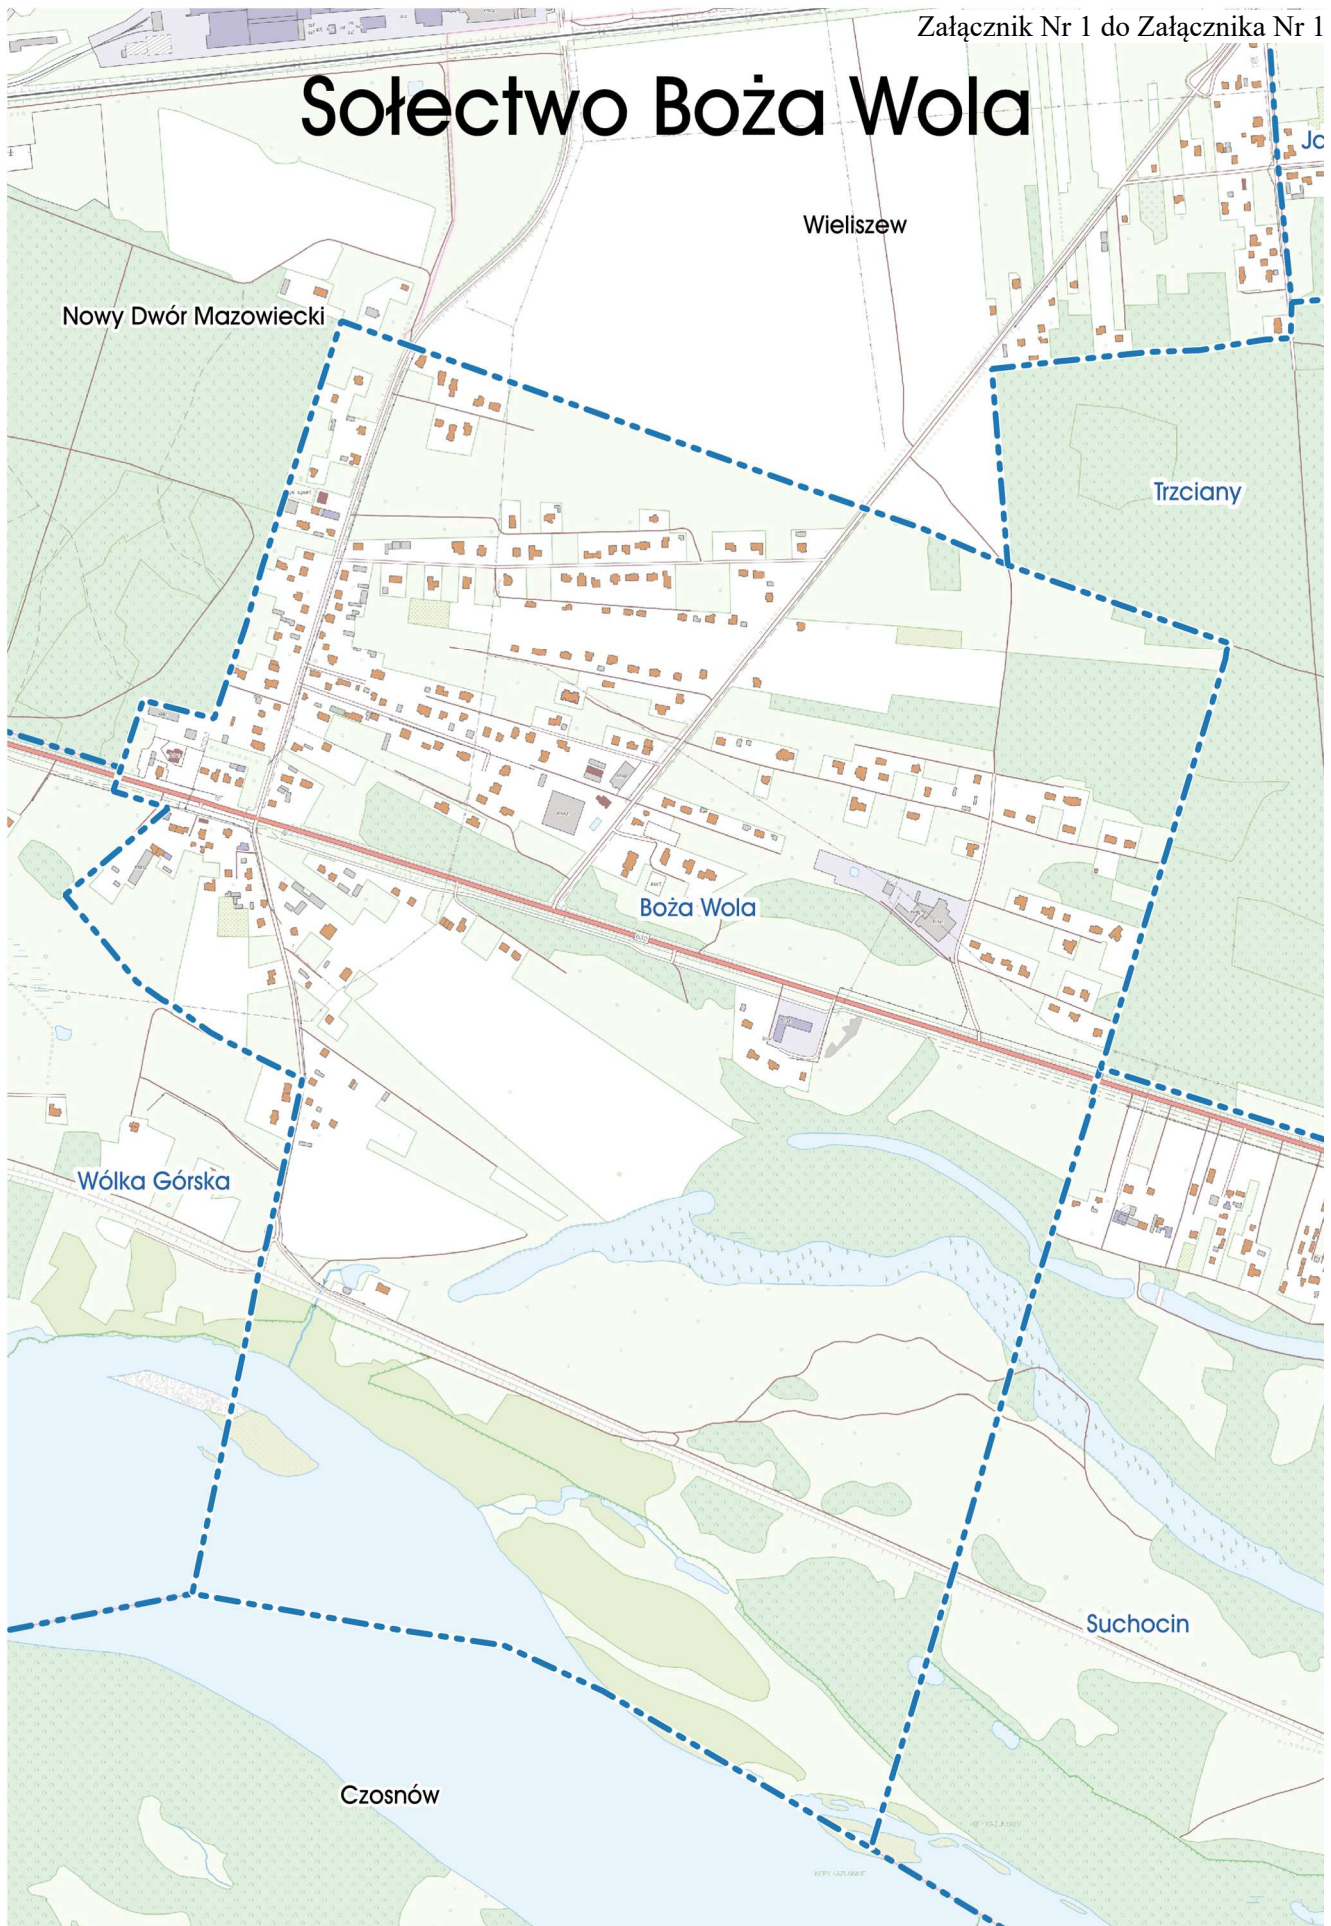 Załącznik Nr 1 do Załącznika Nr 1
Sołectwo Boża Wola
Wieliszew
Nowy Dwór Mazowiecki
Trzciany
Boża Wola
630
Wólka Górska
Suchocin
Czosnów